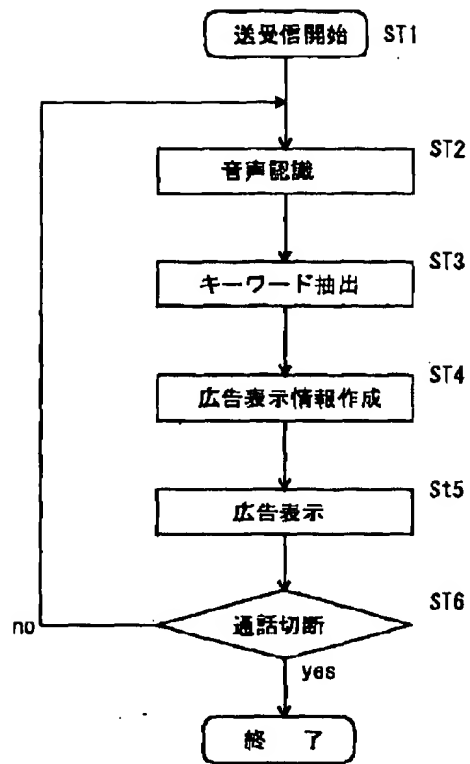 送受信開始 ST1
音声認識 ST2
キーワード抽出 ST3
広告表示情報作成 ST4
広告表示 St5
通話切断 ST6
no
yes
終 了